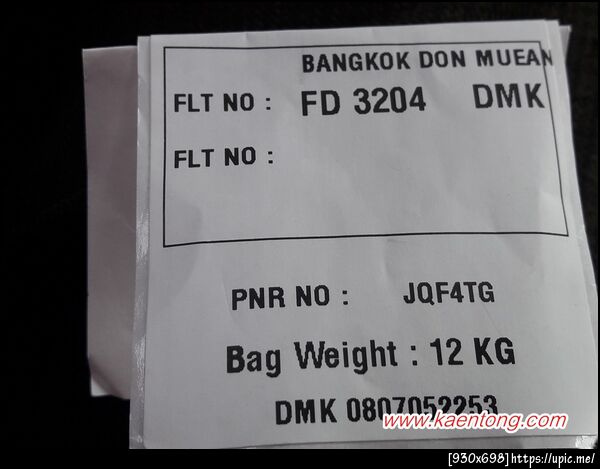 BANGKOK DON MUEAN
FLT NO : FD 3204 DMK
FLT NO :
PNR NO : JQF4TG
Bag Weight : 12 KG
DMK 0807052253
www.kaentong.com
[930x698]https://upic.me/